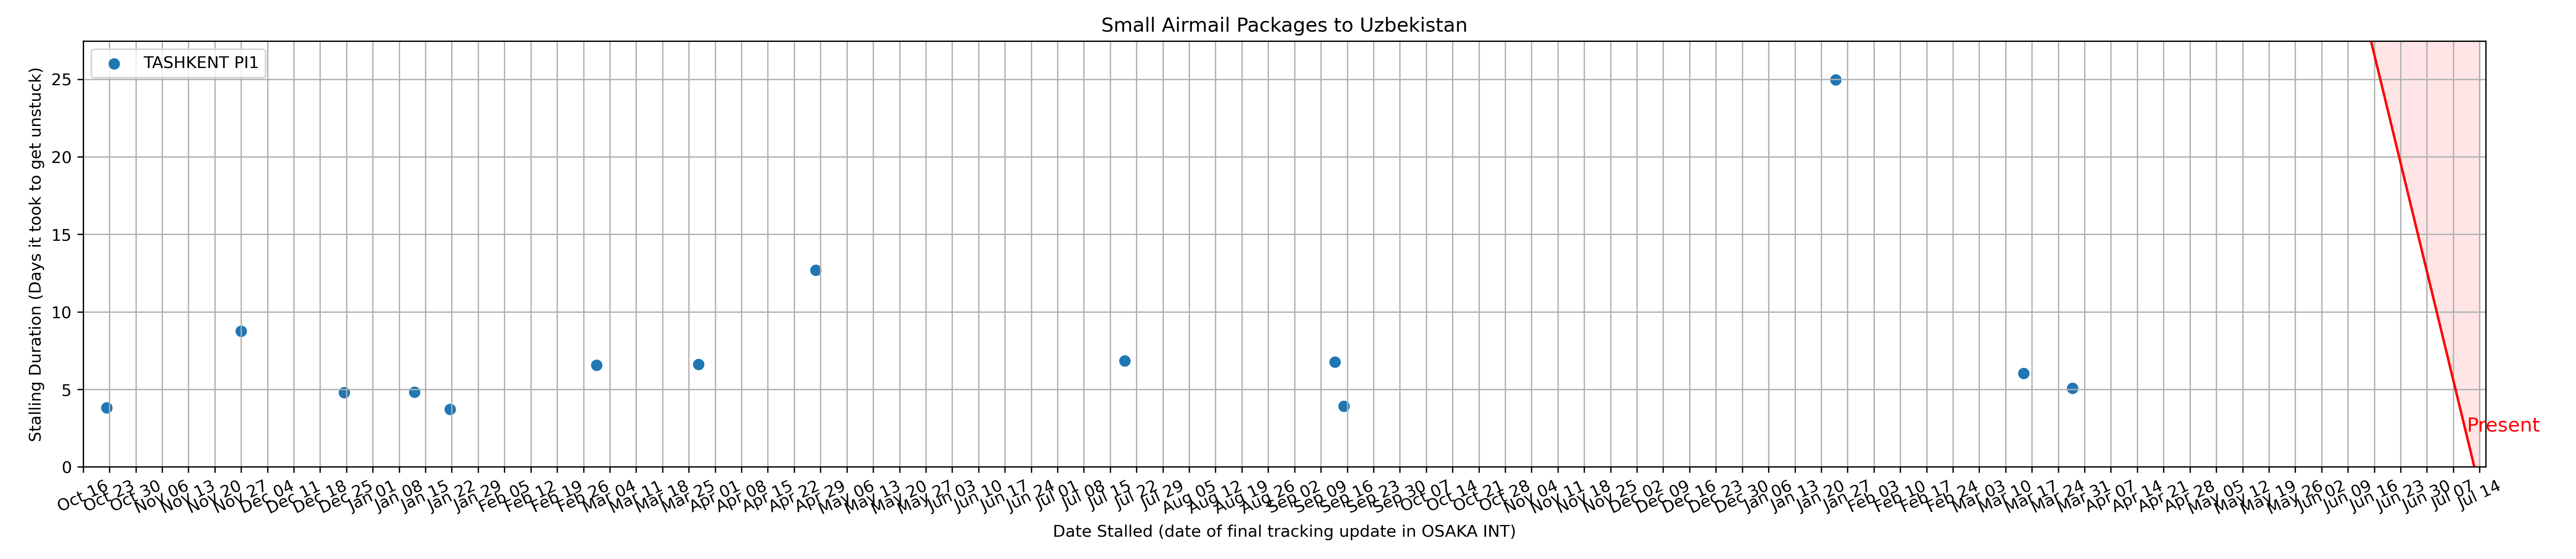 Small Airmail Packages to Uzbekistan
TASHKENT PI1
Stalling Duration (Days it took to get unstuck)
25
20
15
10
5
0
Present
Oct 16
Oct 23
Oct 30
Nov 06
Nov 13
Nov 20
Nov 27
Dec 04
Dec 11
Dec 18
Dec 25
Jan 01
Jan 08
Jan 15
Jan 22
Jan 29
Feb 05
Feb 12
Feb 19
Feb 26
Mar 04
Mar 11
Mar 18
Mar 25
Apr 01
Apr 08
Apr 15
Apr 22
Apr 29
May 06
May 13
May 20
May 27
Jun 03
Jun 10
Jun 17
Jun 24
Jul 01
Jul 08
Jul 15
Jul 22
Jul 29
Aug 05
Aug 12
Aug 19
Aug 26
Sep 02
Sep 09
Sep 16
Sep 23
Sep 30
Oct 07
Oct 14
Oct 21
Oct 28
Nov 04
Nov 11
Nov 18
Nov 25
Dec 02
Dec 09
Dec 16
Dec 23
Dec 30
Jan 06
Jan 13
Jan 20
Jan 27
Feb 03
Feb 10
Feb 17
Feb 24
Mar 03
Mar 10
Mar 17
Mar 24
Mar 31
Apr 07
Apr 14
Apr 21
Apr 28
May 05
May 12
May 19
May 26
Jun 02
Jun 09
Jun 16
Jun 23
Jun 30
Jul 07
Jul 14
Date Stalled (date of final tracking update in OSAKA INT)